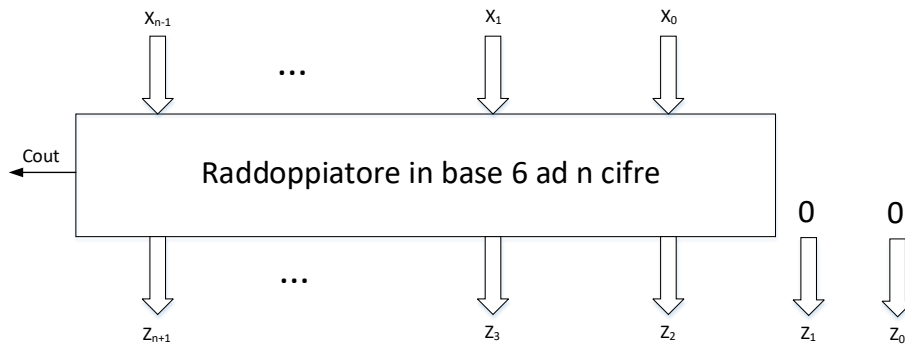 Xn-1 X1 X0
...
Cout
Raddoppiatore in base 6 ad n cifre
0 0
...
Zn+1 Z3 Z2 Z1 Z0